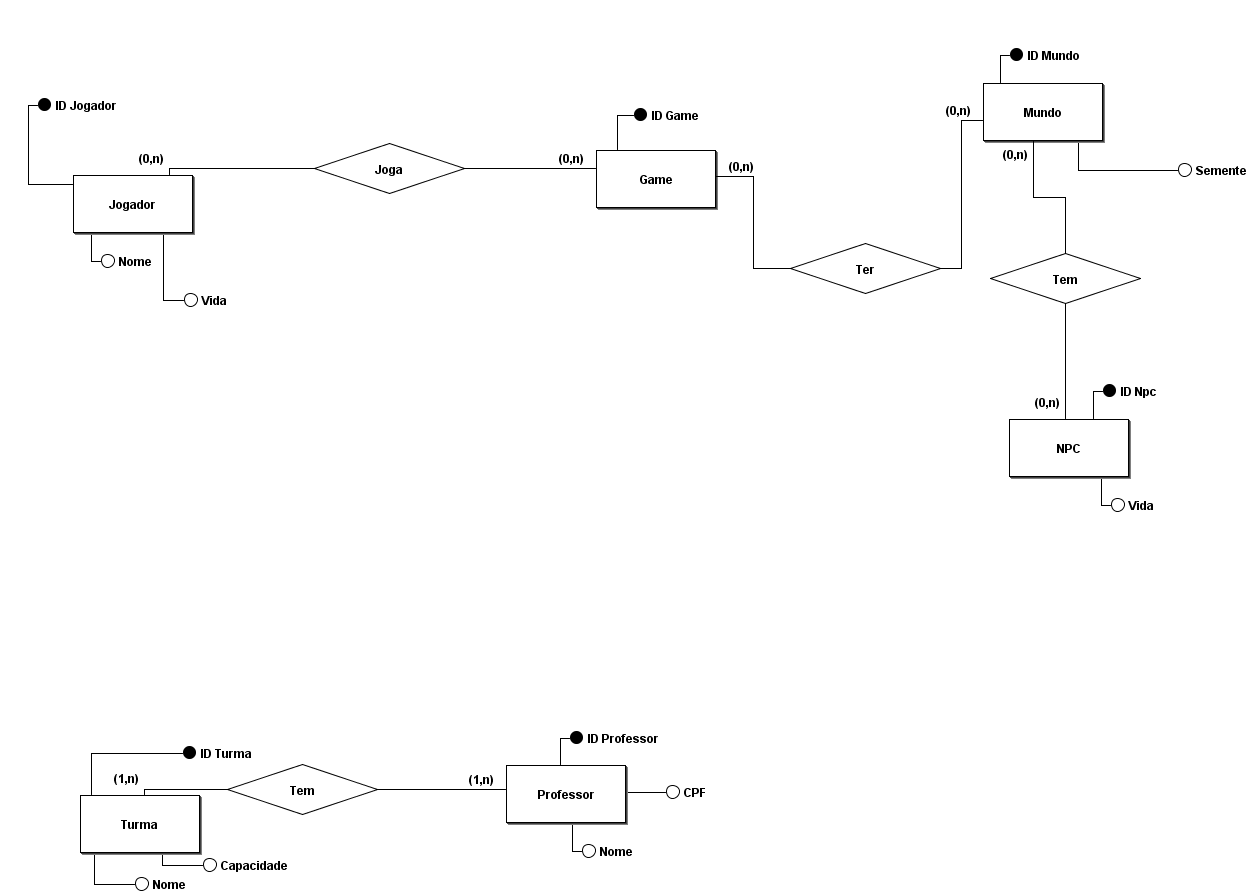 ID Mundo
ID Jogador
ID Game
(0,n)
Mundo
(0,n)
Joga
(0,n)
(0,n)
(0,n)
Semente
Jogador
Game
Nome
Ter
Tem
Vida
ID Npc
(0,n)
NPC
Vida
ID Professor
ID Turma
(1,n)
Tem
(1,n)
Professor
CPF
Turma
Nome
Capacidade
Nome